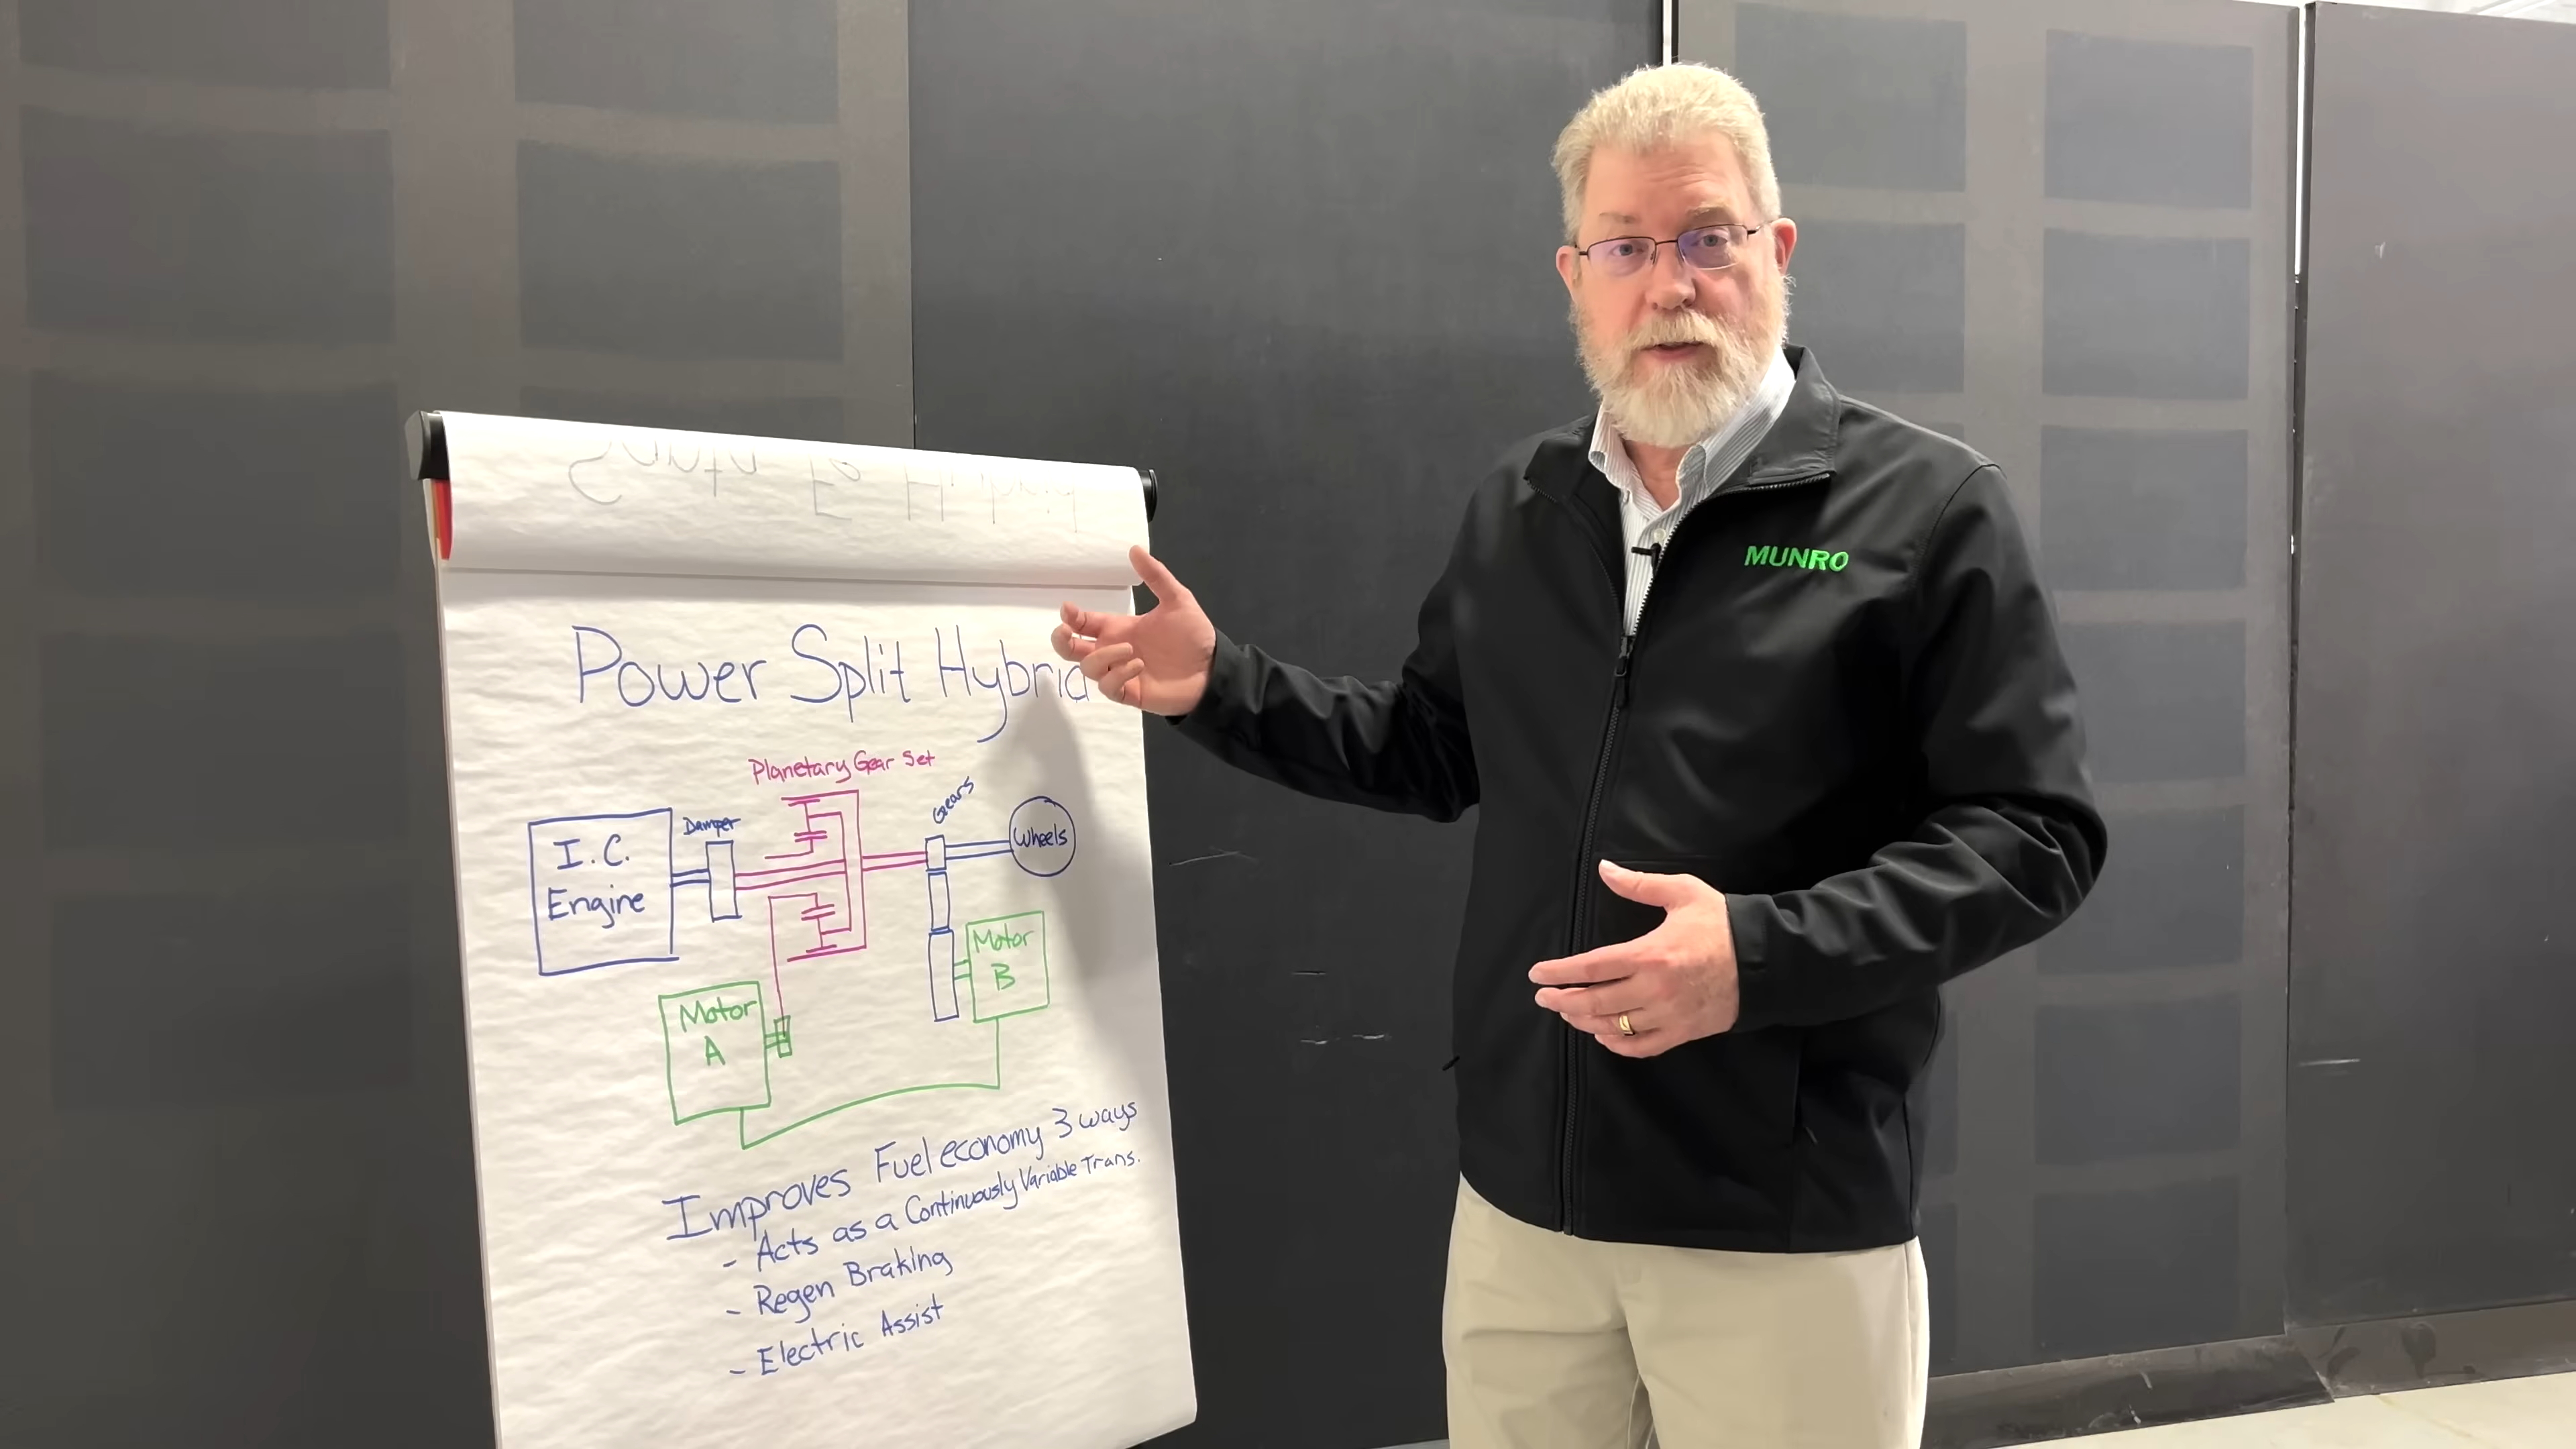 Power Split Hybrid
Planetary Gear Set
Gears
Damper
I.C.
Engine
Wheels
Motor
B
Motor
A
Improves Fuel economy 3 ways
- Acts as a Continuously Variable Trans.
- Regen Braking
- Electric Assist
MUNRO